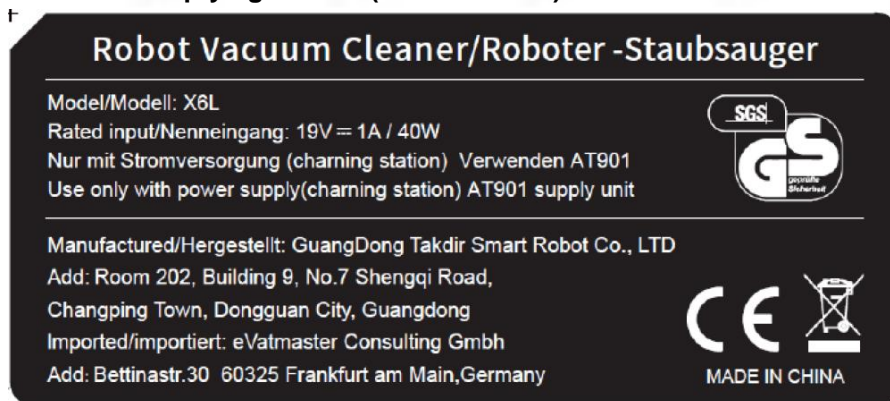 Robot Vacuum Cleaner/Roboter -Staubsauger
Model/Modell: X6L
Rated input/Nenneingang: 19V⎓1A / 40W
Nur mit Stromversorgung (charning station) Verwenden AT901
Use only with power supply(charning station) AT901 supply unit
SGS
GS
geprüfte
Sicherheit
Manufactured/Hergestellt: GuangDong Takdir Smart Robot Co., LTD
Add: Room 202, Building 9, No.7 Shengqi Road,
Changping Town, Dongguan City, Guangdong
Imported/importiert: eVatmaster Consulting Gmbh
Add: Bettinastr.30 60325 Frankfurt am Main,Germany
CE
MADE IN CHINA